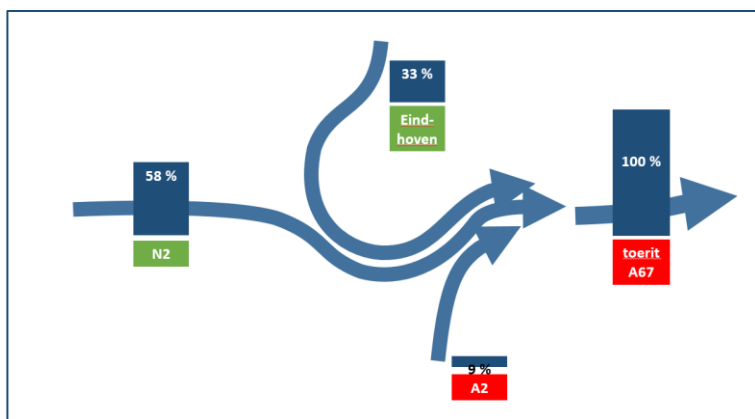 33 %
Eind-
hoven
58 %
N2
100 %
toerit
A67
9 %
A2